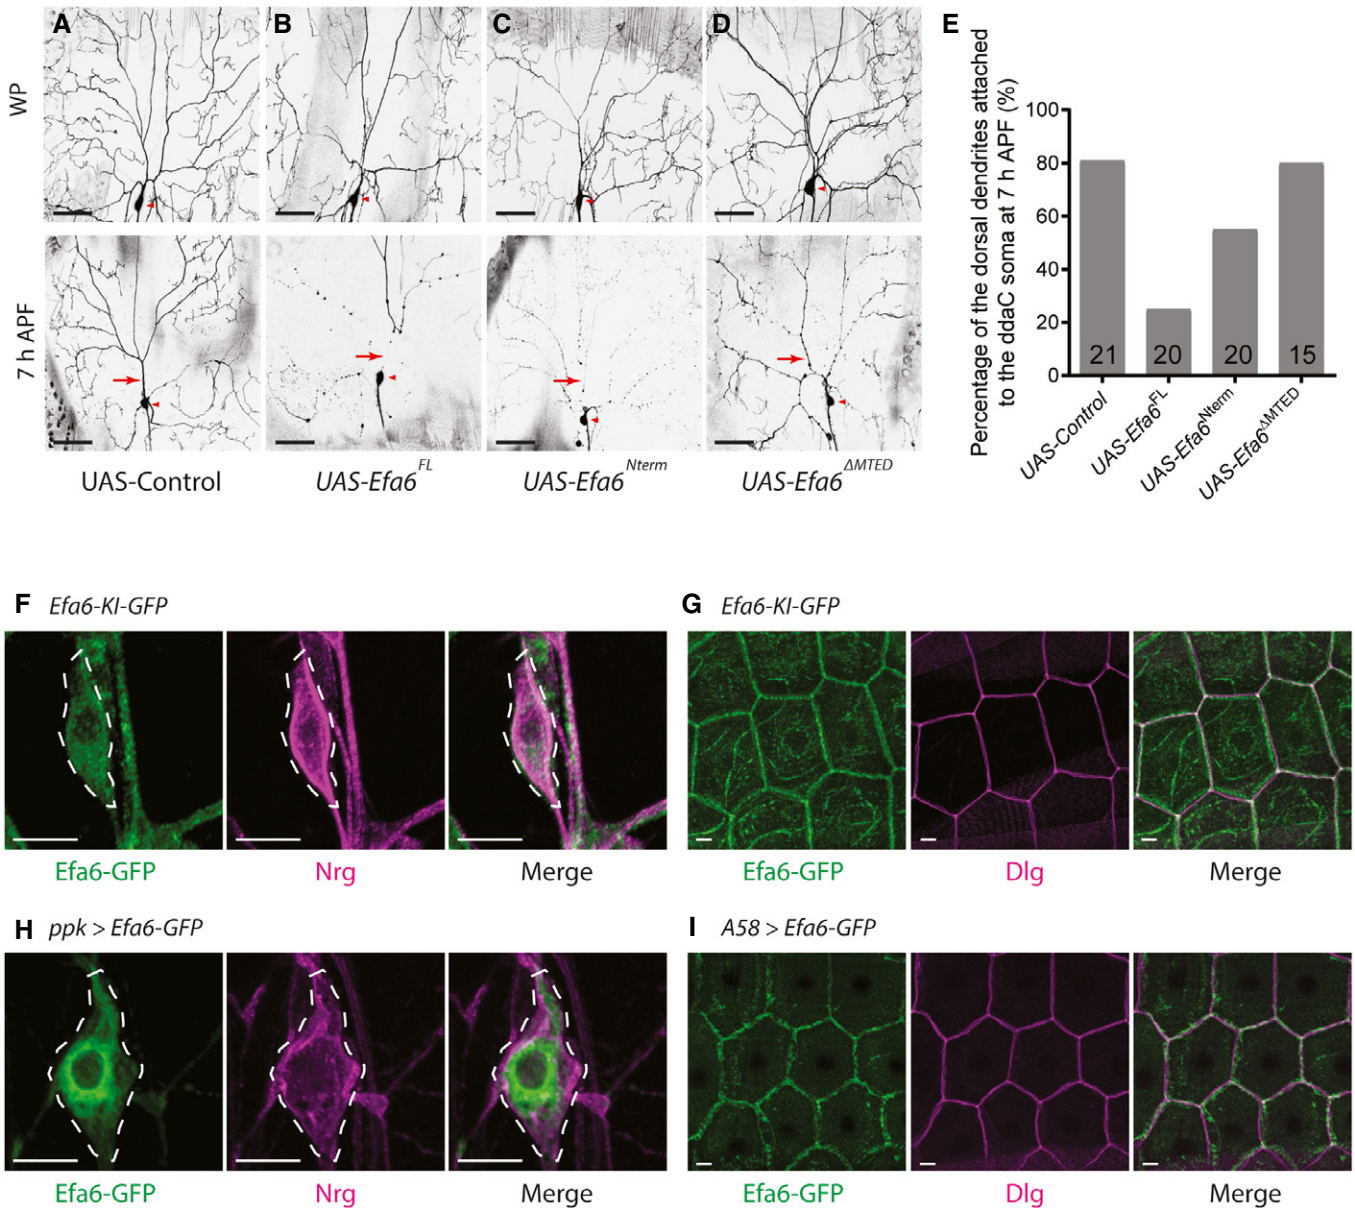 A
B
C
D
E
WP
7 h APF
UAS-Control
UAS-Efa6^FL
UAS-Efa6^Nterm
UAS-Efa6^ΔMTED
Percentage of the dorsal dendrites attached
to the ddaC soma at 7 h APF (%)
100
80
60
40
20
0
21
20
20
15
UAS-Control
UAS-Efa6^FL
UAS-Efa6^Nterm
UAS-Efa6^ΔMTED
F Efa6-KI-GFP
Efa6-GFP
Nrg
Merge
G Efa6-KI-GFP
Efa6-GFP
Dlg
Merge
H ppk > Efa6-GFP
Efa6-GFP
Nrg
Merge
I A58 > Efa6-GFP
Efa6-GFP
Dlg
Merge